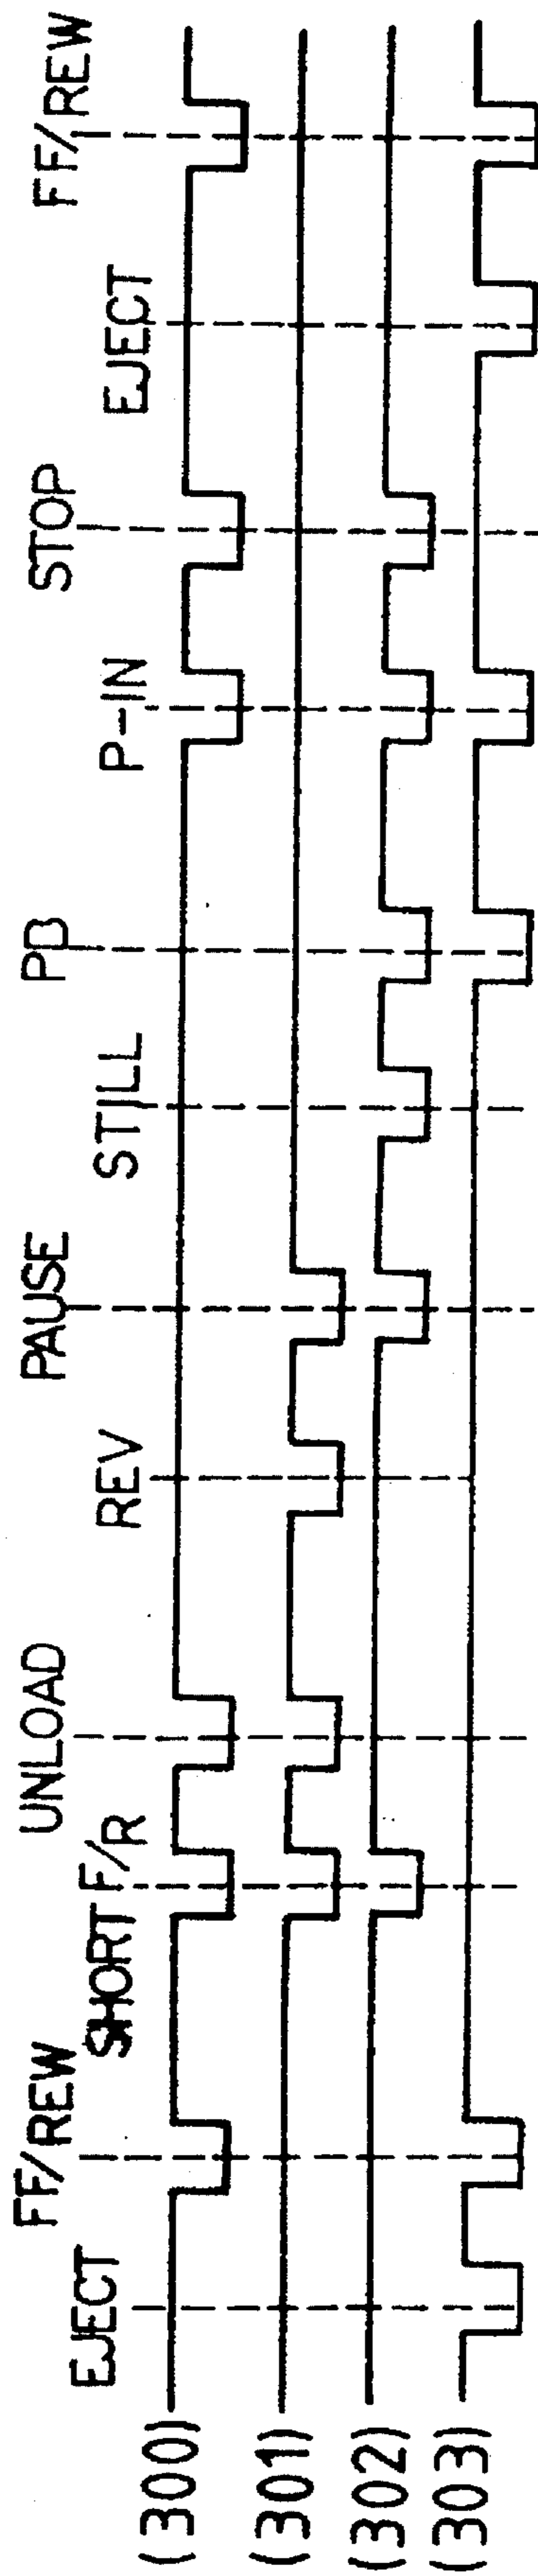 EJECT
FF/REW
SHORT F/R
UNLOAD
REV
PAUSE
STILL
PB
P-IN
STOP
EJECT
FF/REW
(300)
(301)
(302)
(303)